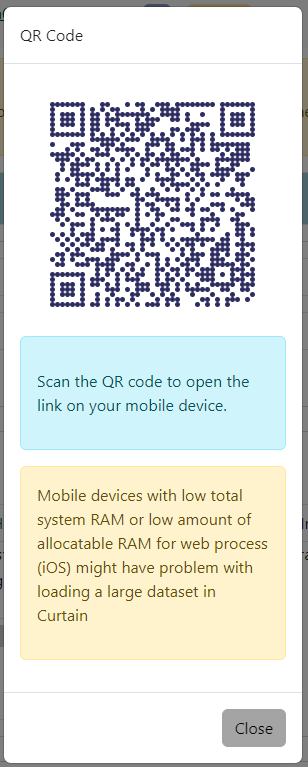 QR Code
Scan the QR code to open the
link on your mobile device.
Mobile devices with low total
system RAM or low amount of
allocatable RAM for web process
(iOS) might have problem with
loading a large dataset in
Curtain
Close